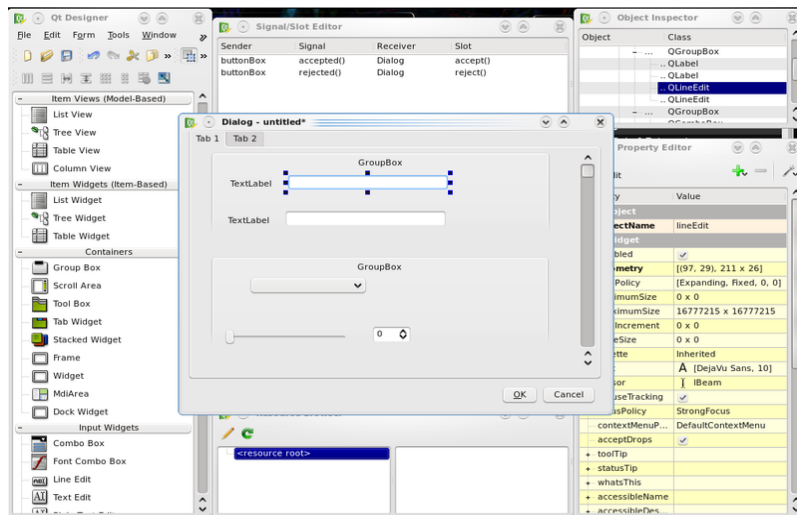 Qt Designer
File Edit Form Tools Window
Item Views (Model-Based)
List View
Tree View
Table View
Column View
Item Widgets (Item-Based)
List Widget
Tree Widget
Table Widget
Containers
Group Box
Scroll Area
Tool Box
Tab Widget
Stacked Widget
Frame
Widget
MdiArea
Dock Widget
Input Widgets
Combo Box
Font Combo Box
Line Edit
Text Edit
Signal/Slot Editor
Sender Signal Receiver Slot
buttonBox accepted() Dialog accept()
buttonBox rejected() Dialog reject()
Object Inspector
Object Class
... QGroupBox
.. QLabel
.. QLabel
.. QLineEdit
.. QLineEdit
... QGroupBox
Dialog - untitled*
Tab 1 Tab 2
GroupBox
TextLabel
TextLabel
GroupBox
0
OK Cancel
<resource root>
Property Editor
Value
lineEdit
[(97, 29), 211 x 26]
[Expanding, Fixed, 0, 0]
0 x 0
16777215 x 16777215
0 x 0
0 x 0
Inherited
A [DejaVu Sans, 10]
IBeam
StrongFocus
contextMenuP... DefaultContextMenu
acceptDrops
toolTip
statusTip
whatsThis
accessibleName
accessibleDes...